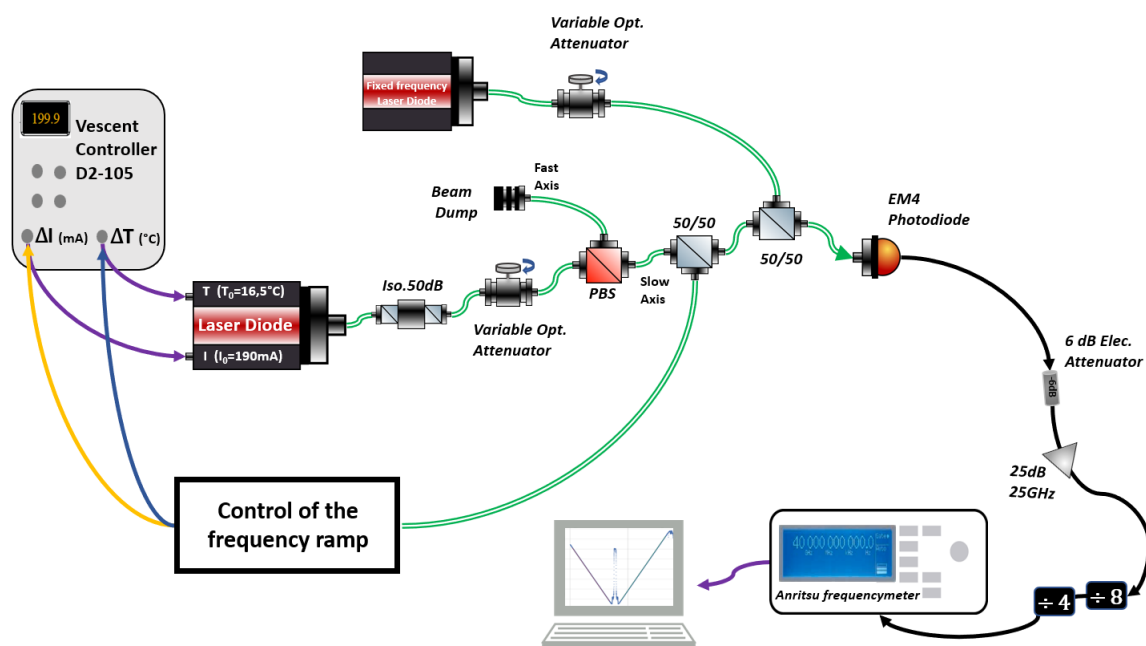 Variable Opt.
Attenuator
Fixed frequency
Laser Diode
199.9
Vescent
Controller
D2-105
ΔI (mA) ΔT (°C)
Beam
Dump
Fast
Axis
EM4
Photodiode
50/50
50/50
PBS
Slow
Axis
Iso.50dB
Variable Opt.
Attenuator
T (T₀=16,5°C)
Laser Diode
I (I₀=190mA)
6 dB Elec.
Attenuator
-6dB
25dB
25GHz
Control of the
frequency ramp
40 000 000 000.0
Anritsu frequencymeter
÷ 4
÷ 8